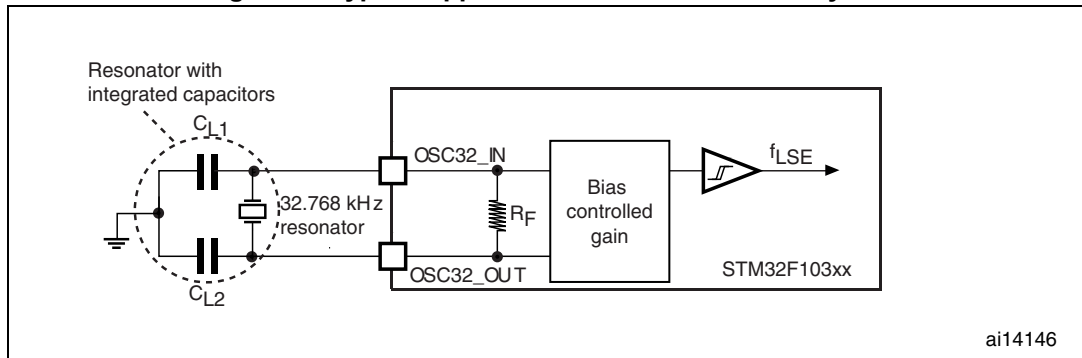 Resonator with
integrated capacitors
CL1
OSC32_IN
fLSE
32.768 kHz
resonator
RF
Bias
controlled
gain
OSC32_OUT
STM32F103xx
CL2
ai14146